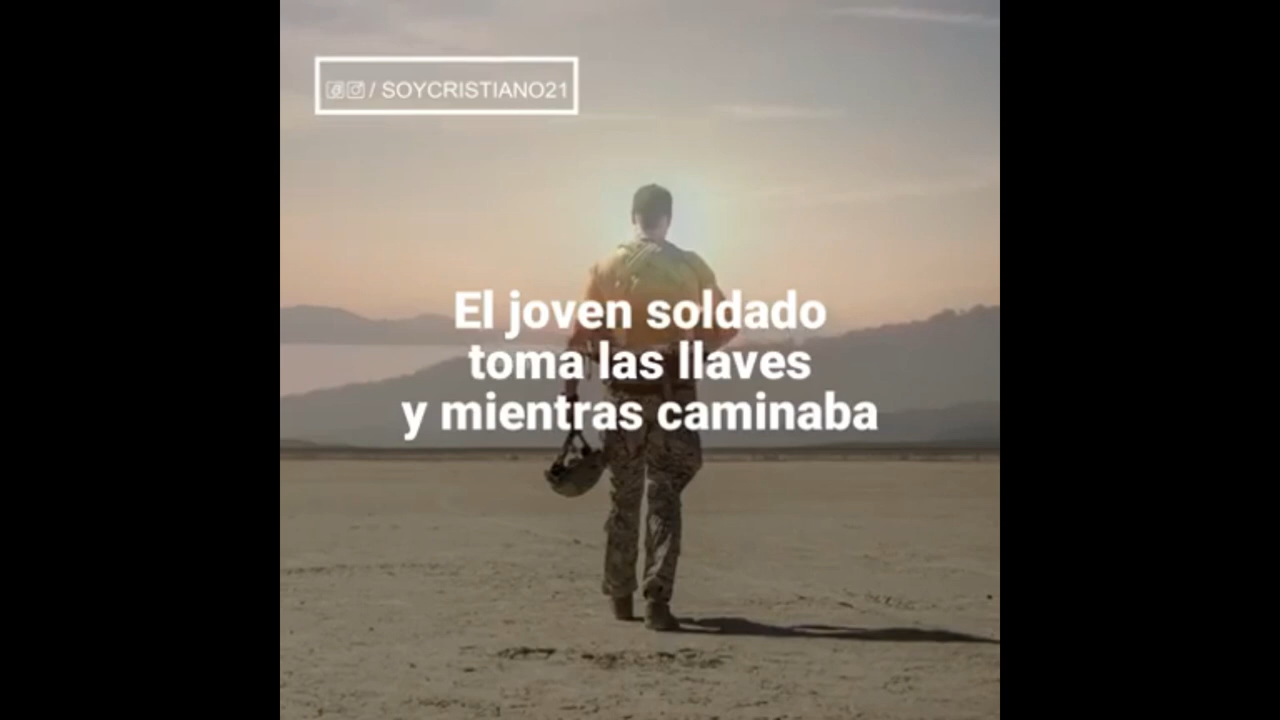 / SOYCRISTIANO21
El joven soldado
toma las llaves
y mientras caminaba